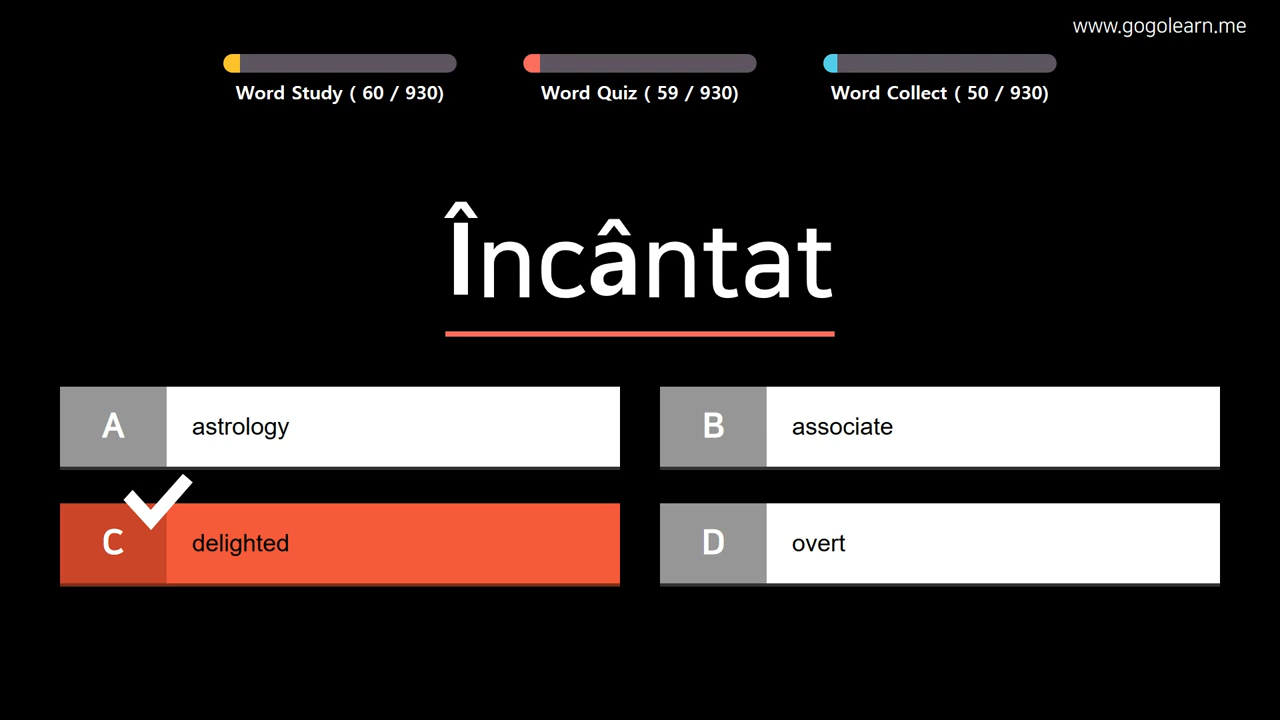 www.gogolearn.me
Word Study ( 60 / 930)
Word Quiz ( 59 / 930)
Word Collect ( 50 / 930)
Încântat
A astrology
B associate
C delighted
D overt